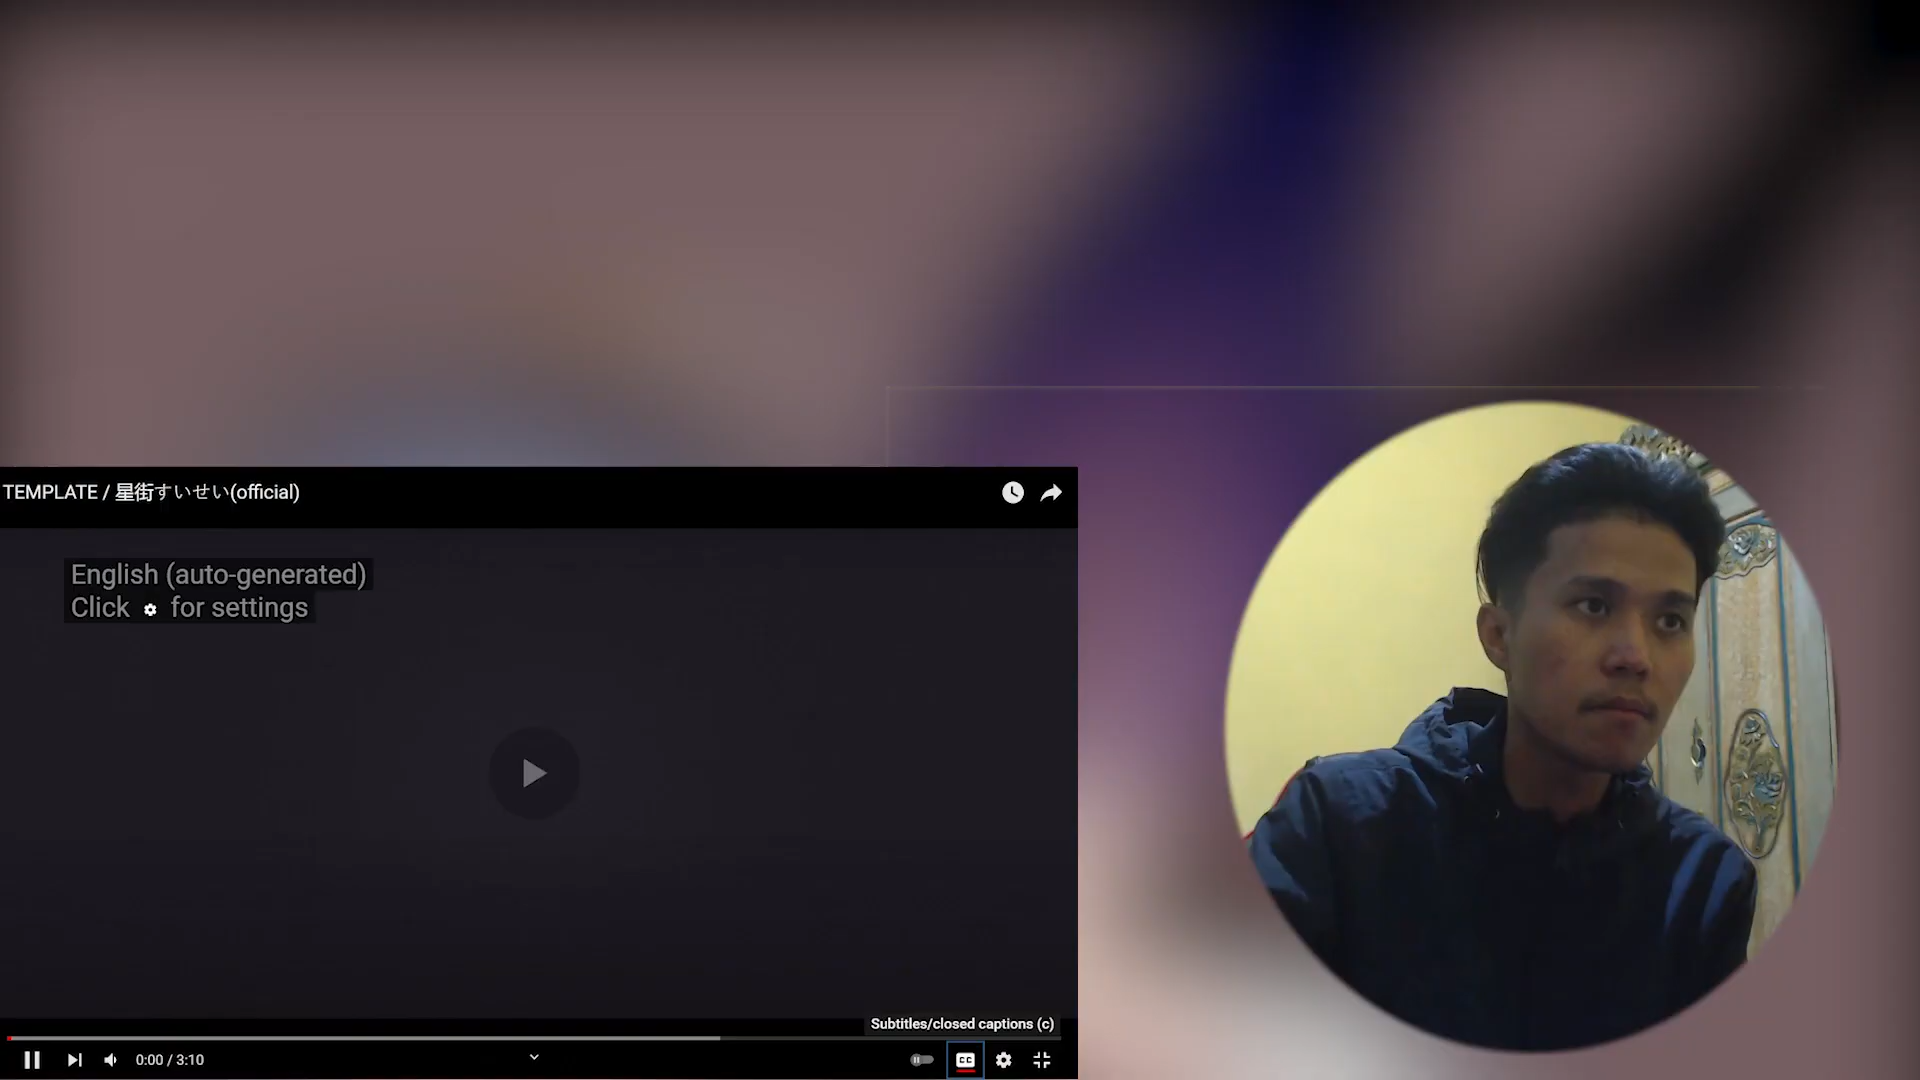 TEMPLATE / 星街すいせい(official)
English (auto-generated)
Click for settings
Subtitles/closed captions (c)
0:00 / 3:10
CC